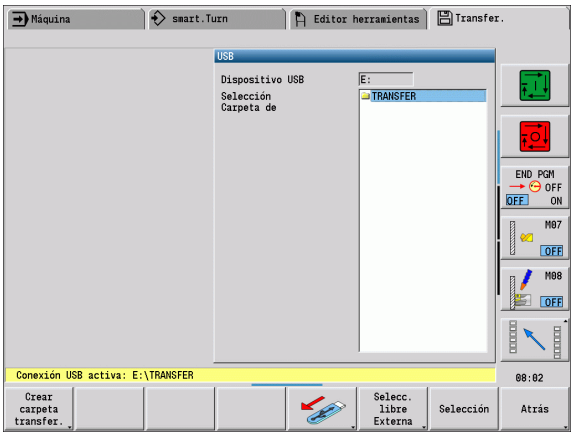 Máquina
smart.Turn
Editor herramientas
Transfer.
USB
Dispositivo USB
E:
Selección
Carpeta de
TRANSFER
END PGM
OFF
OFF ON
M07
OFF
M08
OFF
Conexión USB activa: E:\TRANSFER
08:02
Crear
carpeta
transfer.
Selecc.
libre
Externa
Selección
Atrás